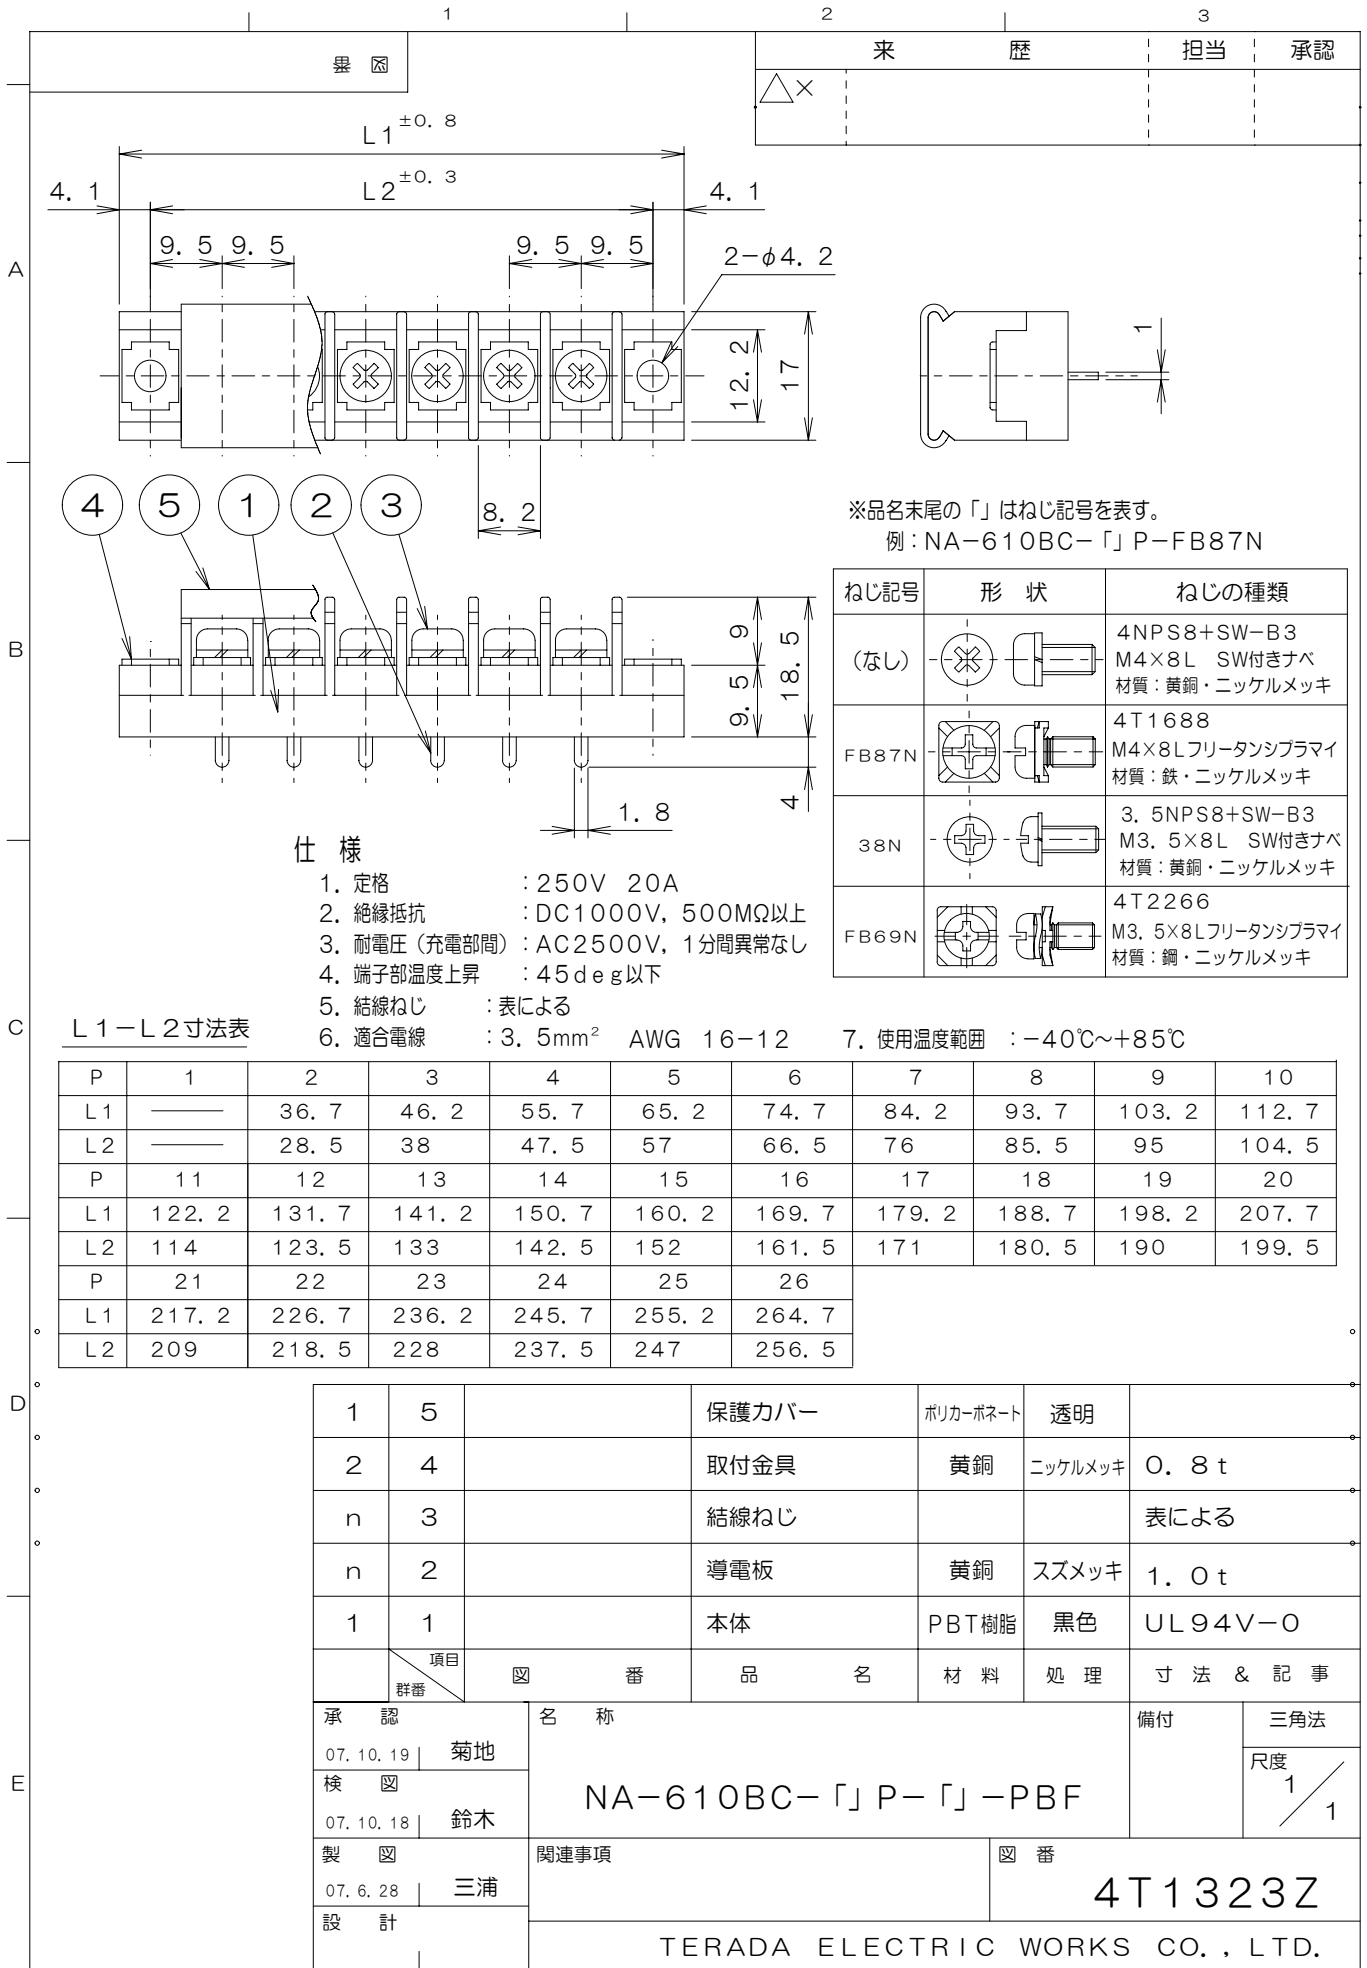 1 2 3
図番
来 歴 担当 承認
△×
A
B
C
D
E
L1±0.8
L2±0.3
4.1
4.1
9.5 9.5
9.5 9.5
2-φ4.2
12.2
17
1
8.2
4 5 1 2 3
9
9.5
18.5
4
1.8
※品名末尾の「」はねじ記号を表す。
例:NA-610BC-「」P-FB87N
ねじ記号 形 状 ねじの種類
(なし) 4NPS8+SW-B3
M4×8L SW付きナベ
材質:黄銅・ニッケルメッキ
FB87N 4T1688
M4×8Lフリータンシプラマイ
材質:鉄・ニッケルメッキ
38N 3.5NPS8+SW-B3
M3.5×8L SW付きナベ
材質:黄銅・ニッケルメッキ
FB69N 4T2266
M3.5×8Lフリータンシプラマイ
材質:鋼・ニッケルメッキ
仕 様
1.定格 :250V 20A
2.絶縁抵抗 :DC1000V,500MΩ以上
3.耐電圧(充電部間):AC2500V,1分間異常なし
4.端子部温度上昇 :45deg以下
5.結線ねじ :表による
6.適合電線 :3.5mm² AWG 16-12 7.使用温度範囲 :-40℃~+85℃
L1-L2寸法表
P 1 2 3 4 5 6 7 8 9 10
L1 ― 36.7 46.2 55.7 65.2 74.7 84.2 93.7 103.2 112.7
L2 ― 28.5 38 47.5 57 66.5 76 85.5 95 104.5
P 11 12 13 14 15 16 17 18 19 20
L1 122.2 131.7 141.2 150.7 160.2 169.7 179.2 188.7 198.2 207.7
L2 114 123.5 133 142.5 152 161.5 171 180.5 190 199.5
P 21 22 23 24 25 26
L1 217.2 226.7 236.2 245.7 255.2 264.7
L2 209 218.5 228 237.5 247 256.5
1 5 保護カバー ポリカーボネート 透明
2 4 取付金具 黄銅 ニッケルメッキ 0.8t
n 3 結線ねじ 表による
n 2 導電板 黄銅 スズメッキ 1.0t
1 1 本体 PBT樹脂 黒色 UL94V-0
項目 群番 図 番 品 名 材 料 処 理 寸 法 & 記 事
承 認
07.10.19 菊地
検 図
07.10.18 鈴木
製 図
07.6.28 三浦
設 計
名 称
NA-610BC-「」P-「」-PBF
備付
三角法
尺度
1/1
関連事項
図 番
4T1323Z
TERADA ELECTRIC WORKS CO.,LTD.